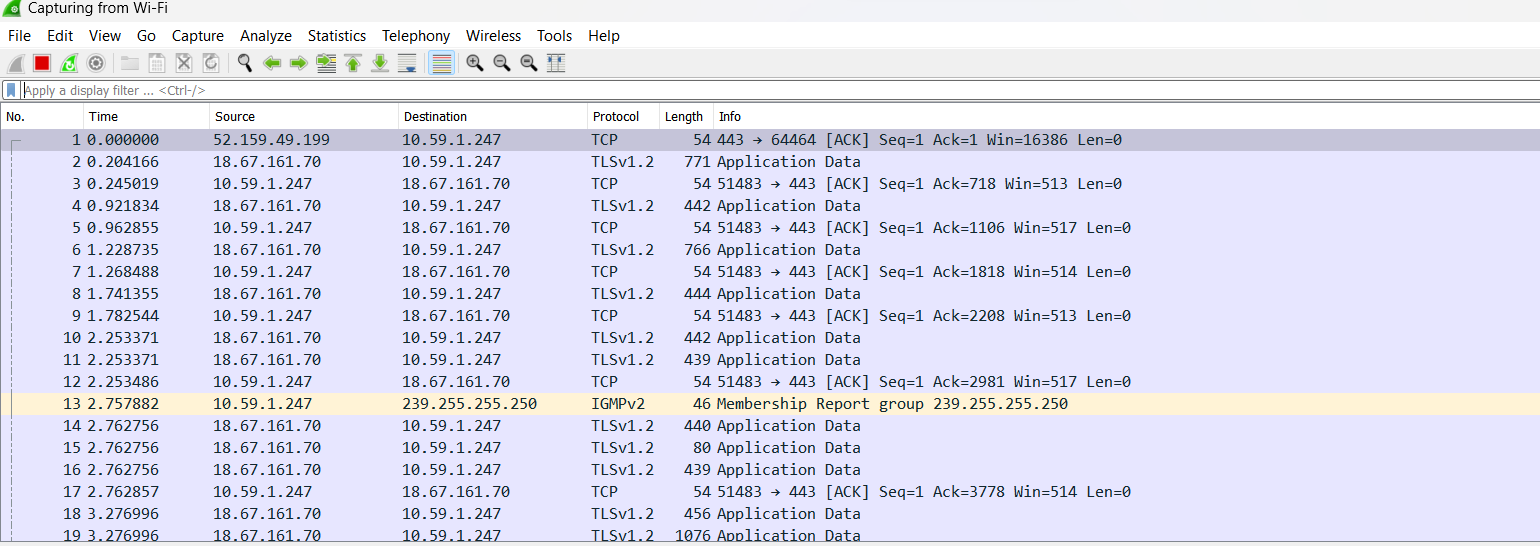 Capturing from Wi-Fi
File Edit View Go Capture Analyze Statistics Telephony Wireless Tools Help
Apply a display filter ... <Ctrl-/>
No. Time Source Destination Protocol Length Info
1 0.000000 52.159.49.199 10.59.1.247 TCP 54 443 → 64464 [ACK] Seq=1 Ack=1 Win=16386 Len=0
2 0.204166 18.67.161.70 10.59.1.247 TLSv1.2 771 Application Data
3 0.245019 10.59.1.247 18.67.161.70 TCP 54 51483 → 443 [ACK] Seq=1 Ack=718 Win=513 Len=0
4 0.921834 18.67.161.70 10.59.1.247 TLSv1.2 442 Application Data
5 0.962855 10.59.1.247 18.67.161.70 TCP 54 51483 → 443 [ACK] Seq=1 Ack=1106 Win=517 Len=0
6 1.228735 18.67.161.70 10.59.1.247 TLSv1.2 766 Application Data
7 1.268488 10.59.1.247 18.67.161.70 TCP 54 51483 → 443 [ACK] Seq=1 Ack=1818 Win=514 Len=0
8 1.741355 18.67.161.70 10.59.1.247 TLSv1.2 444 Application Data
9 1.782544 10.59.1.247 18.67.161.70 TCP 54 51483 → 443 [ACK] Seq=1 Ack=2208 Win=513 Len=0
10 2.253371 18.67.161.70 10.59.1.247 TLSv1.2 442 Application Data
11 2.253371 18.67.161.70 10.59.1.247 TLSv1.2 439 Application Data
12 2.253486 10.59.1.247 18.67.161.70 TCP 54 51483 → 443 [ACK] Seq=1 Ack=2981 Win=517 Len=0
13 2.757882 10.59.1.247 239.255.255.250 IGMPv2 46 Membership Report group 239.255.255.250
14 2.762756 18.67.161.70 10.59.1.247 TLSv1.2 440 Application Data
15 2.762756 18.67.161.70 10.59.1.247 TLSv1.2 80 Application Data
16 2.762756 18.67.161.70 10.59.1.247 TLSv1.2 439 Application Data
17 2.762857 10.59.1.247 18.67.161.70 TCP 54 51483 → 443 [ACK] Seq=1 Ack=3778 Win=514 Len=0
18 3.276996 18.67.161.70 10.59.1.247 TLSv1.2 456 Application Data
19 3.276996 18.67.161.70 10.59.1.247 TLSv1.2 1076 Application Data